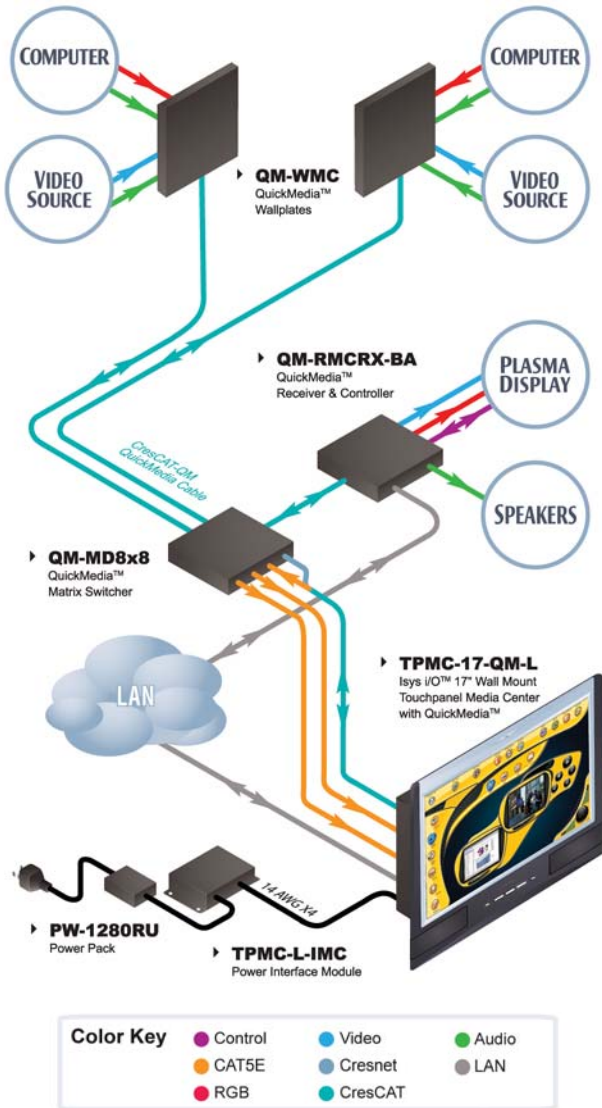 COMPUTER
COMPUTER
VIDEO
SOURCE
VIDEO
SOURCE
QM-WMC
QuickMedia™
Wallplates
QM-RMCRX-BA
QuickMedia™
Receiver & Controller
PLASMA
DISPLAY
CresCAT-QM
QuickMedia Cable
SPEAKERS
QM-MD8x8
QuickMedia™
Matrix Switcher
LAN
TPMC-17-QM-L
Isys i/O™ 17" Wall Mount
Touchpanel Media Center
with QuickMedia™
14 AWG X4
PW-1280RU
Power Pack
TPMC-L-IMC
Power Interface Module
Color Key
Control
Video
Audio
CAT5E
Cresnet
LAN
RGB
CresCAT